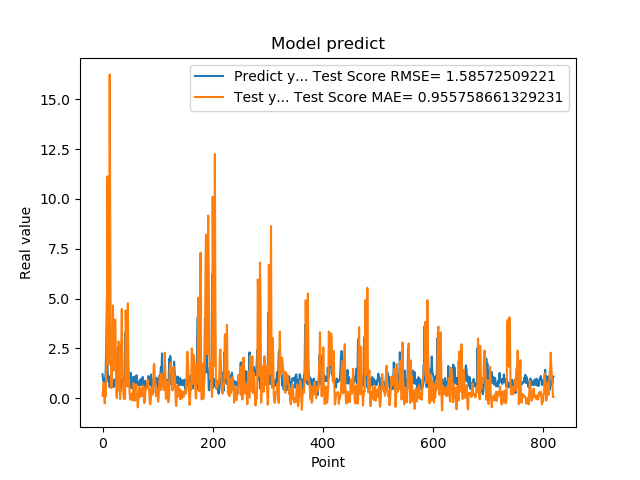 Model predict
Predict y... Test Score RMSE= 1.58572509221
Test y... Test Score MAE= 0.955758661329231
Real value
15.0
12.5
10.0
7.5
5.0
2.5
0.0
0 200 400 600 800
Point